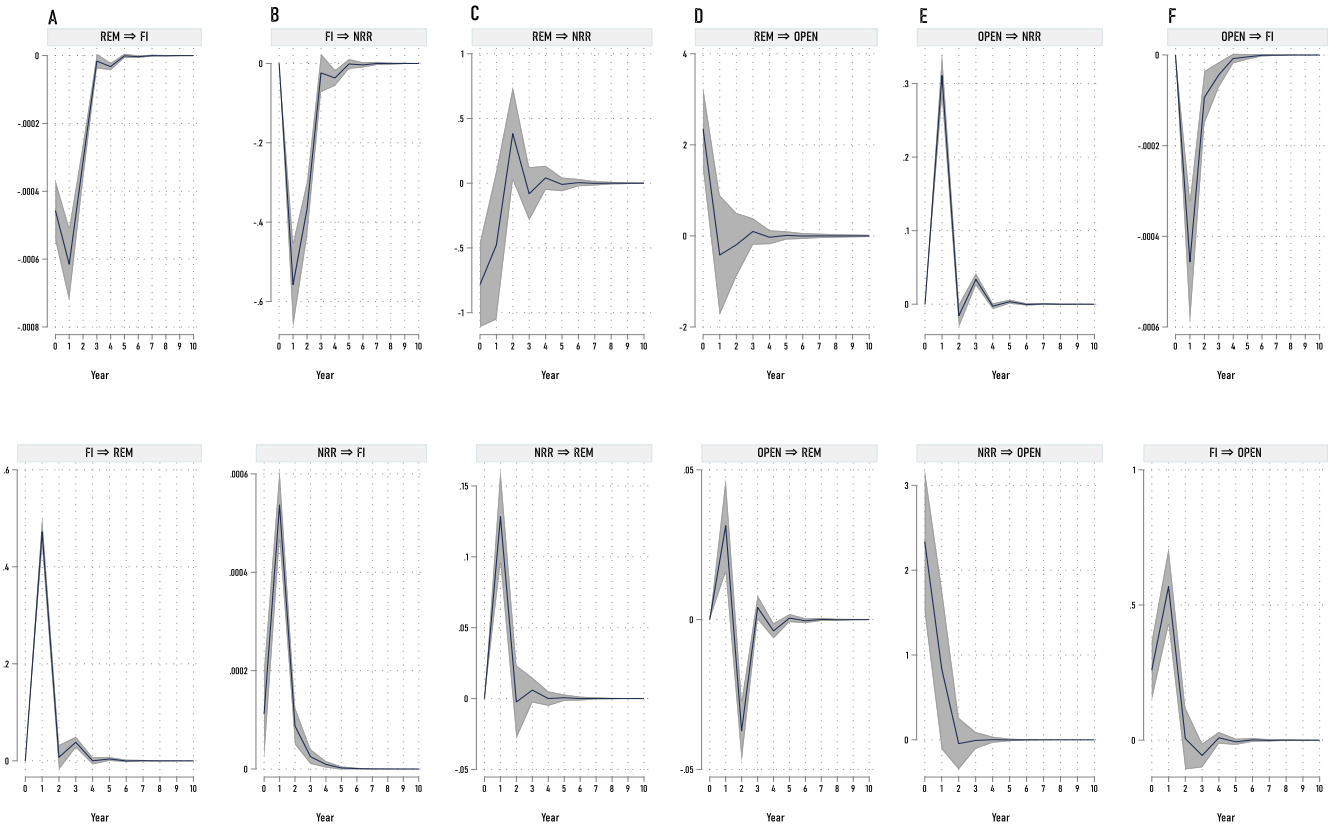 A B C D E F
REM ⇒ FI FI ⇒ NRR REM ⇒ NRR REM ⇒ OPEN OPEN ⇒ NRR OPEN ⇒ FI
0
-.0002
-.0004
-.0006
-.0008
0 1 2 3 4 5 6 7 8 9 10
Year
0
-.2
-.4
-.6
0 1 2 3 4 5 6 7 8 9 10
Year
1
.5
0
-.5
-1
0 1 2 3 4 5 6 7 8 9 10
Year
4
2
0
-2
0 1 2 3 4 5 6 7 8 9 10
Year
.3
.2
.1
0
0 1 2 3 4 5 6 7 8 9 10
Year
0
-.0002
-.0004
-.0006
0 1 2 3 4 5 6 7 8 9 10
Year
FI ⇒ REM NRR ⇒ FI NRR ⇒ REM OPEN ⇒ REM NRR ⇒ OPEN FI ⇒ OPEN
.6
.4
.2
0
0 1 2 3 4 5 6 7 8 9 10
Year
.0006
.0004
.0002
0
0 1 2 3 4 5 6 7 8 9 10
Year
.15
.1
.05
0
-.05
0 1 2 3 4 5 6 7 8 9 10
Year
.05
0
-.05
0 1 2 3 4 5 6 7 8 9 10
Year
3
2
1
0
0 1 2 3 4 5 6 7 8 9 10
Year
1
.5
0
0 1 2 3 4 5 6 7 8 9 10
Year